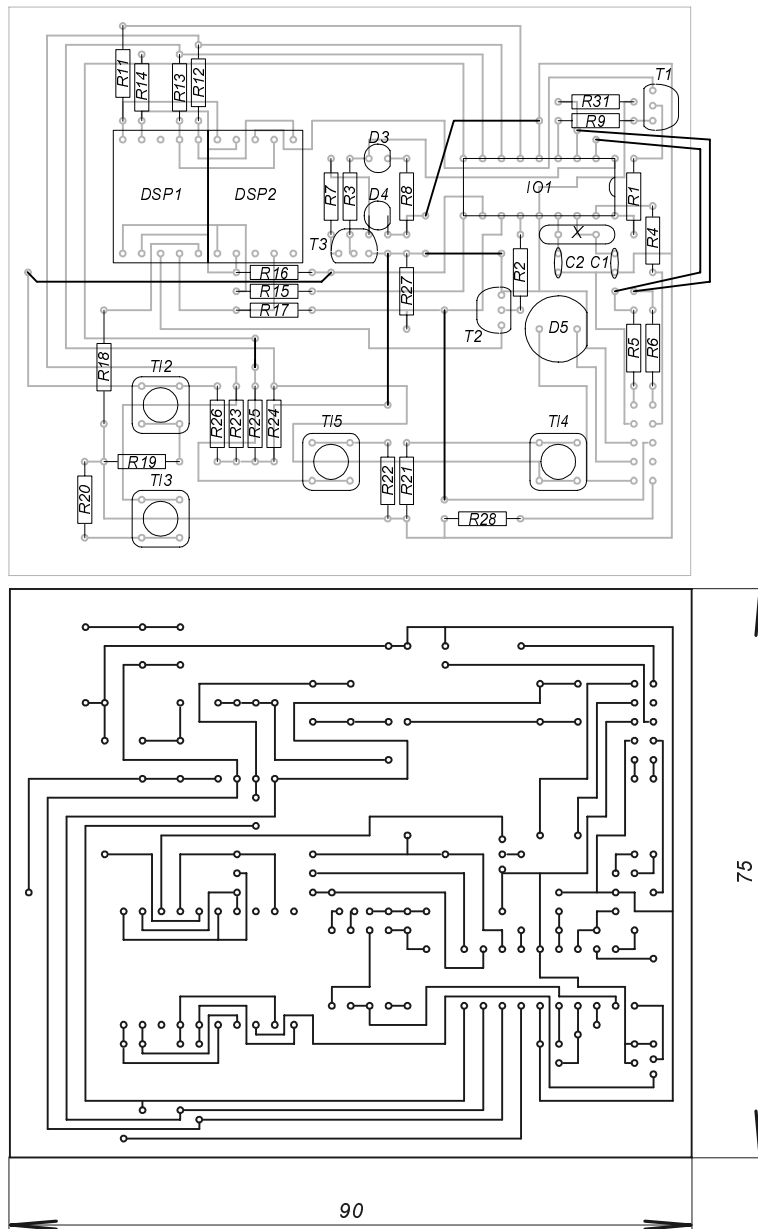 R11
R14
R13
R12
T1
R31
R9
D3
DSP1
DSP2
R7
R3
D4
R8
IO1
R1
T3
X
R4
R16
R2
C2
C1
R15
R27
R17
T2
D5
R5
R6
R18
Tl2
R26
R23
R25
R24
Tl5
Tl4
R19
R20
R22
R21
Tl3
R28
75
90